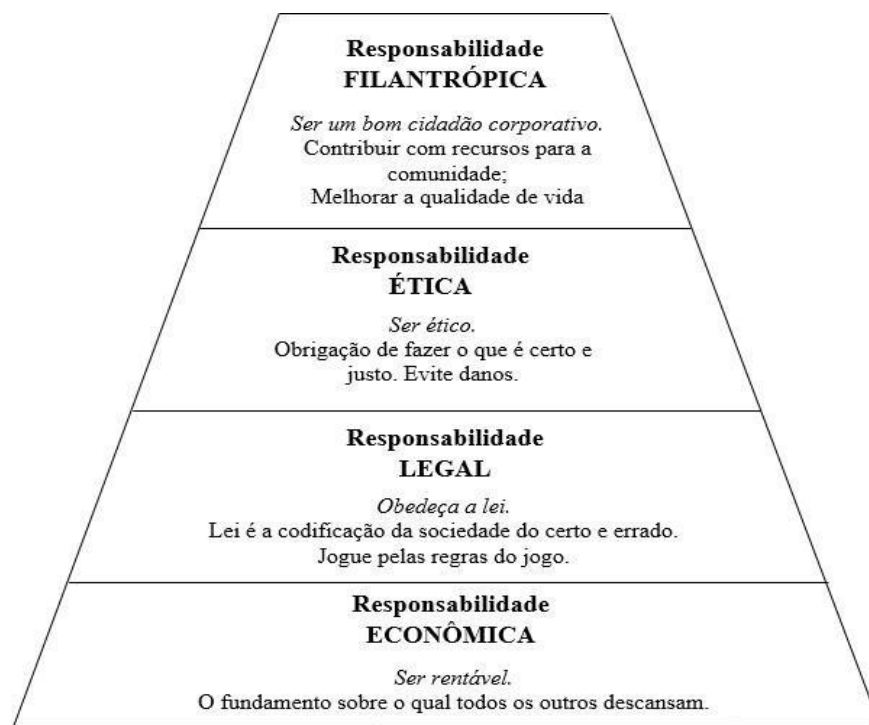 Responsabilidade
FILANTRÓPICA
Ser um bom cidadão corporativo.
Contribuir com recursos para a
comunidade;
Melhorar a qualidade de vida
Responsabilidade
ÉTICA
Ser ético.
Obrigação de fazer o que é certo e
justo. Evite danos.
Responsabilidade
LEGAL
Obedeça a lei.
Lei é a codificação da sociedade do certo e errado.
Jogue pelas regras do jogo.
Responsabilidade
ECONÔMICA
Ser rentável.
O fundamento sobre o qual todos os outros descansam.